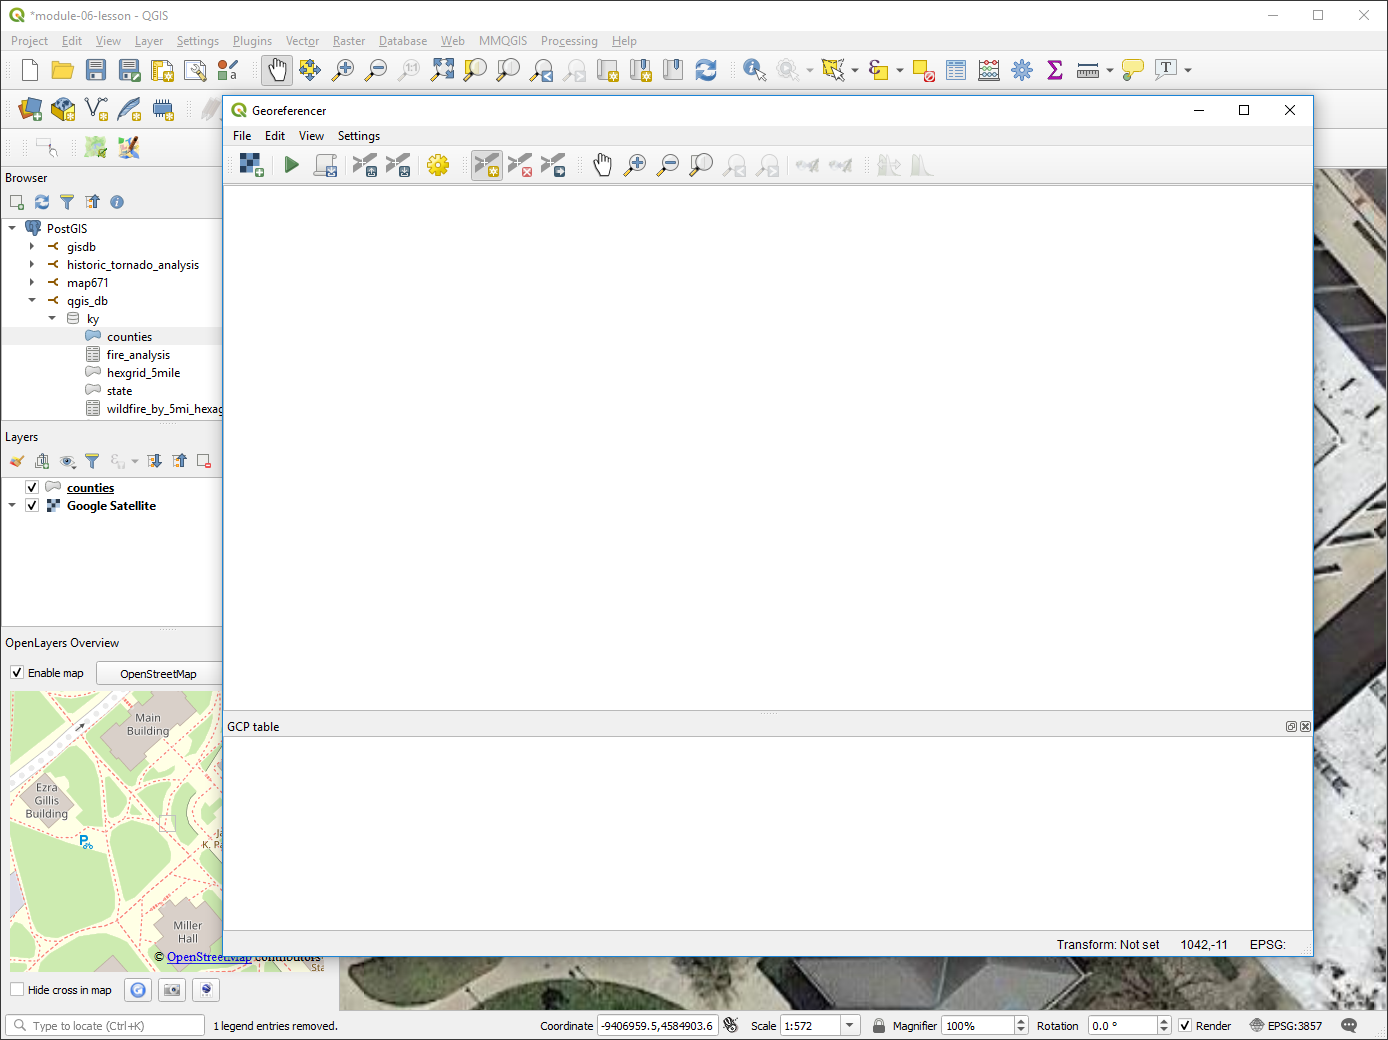 *module-06-lesson - QGIS
Project Edit View Layer Settings Plugins Vector Raster Database Web MMQGIS Processing Help
1:1
T
Georeferencer
File Edit View Settings
Browser
PostGIS
gisdb
historic_tornado_analysis
map671
qgis_db
ky
counties
fire_analysis
hexgrid_5mile
state
wildfire_by_5mi_hexag
Layers
counties
Google Satellite
OpenLayers Overview
Enable map OpenStreetMap
Main
Building
Ezra
Gillis
Building
P
K. Pa
Miller
Hall
© OpenStreetMap contributors
Sta
Hide cross in map
GCP table
Transform: Not set 1042,-11 EPSG:
Type to locate (Ctrl+K) 1 legend entries removed. Coordinate -9406959.5,4584903.6 Scale 1:572 Magnifier 100% Rotation 0.0 ° Render EPSG:3857